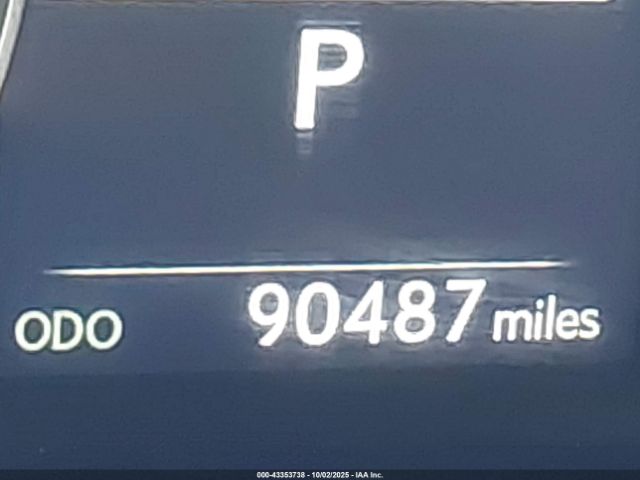 P
ODO 90487 miles
000-43353738 - 10/02/2025 - IAA Inc.